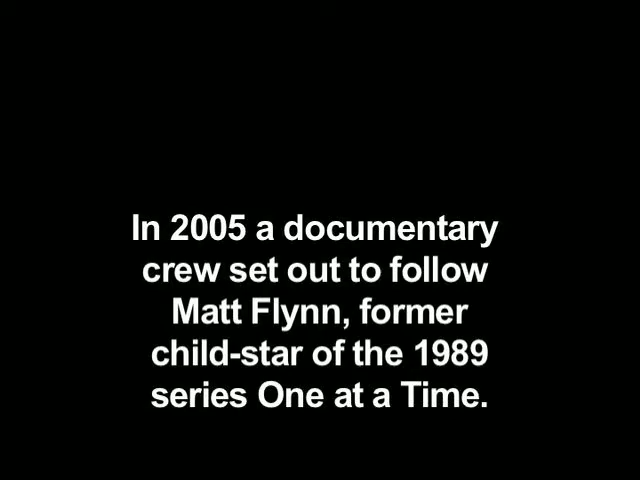 In 2005 a documentary
crew set out to follow
Matt Flynn, former
child-star of the 1989
series One at a Time.